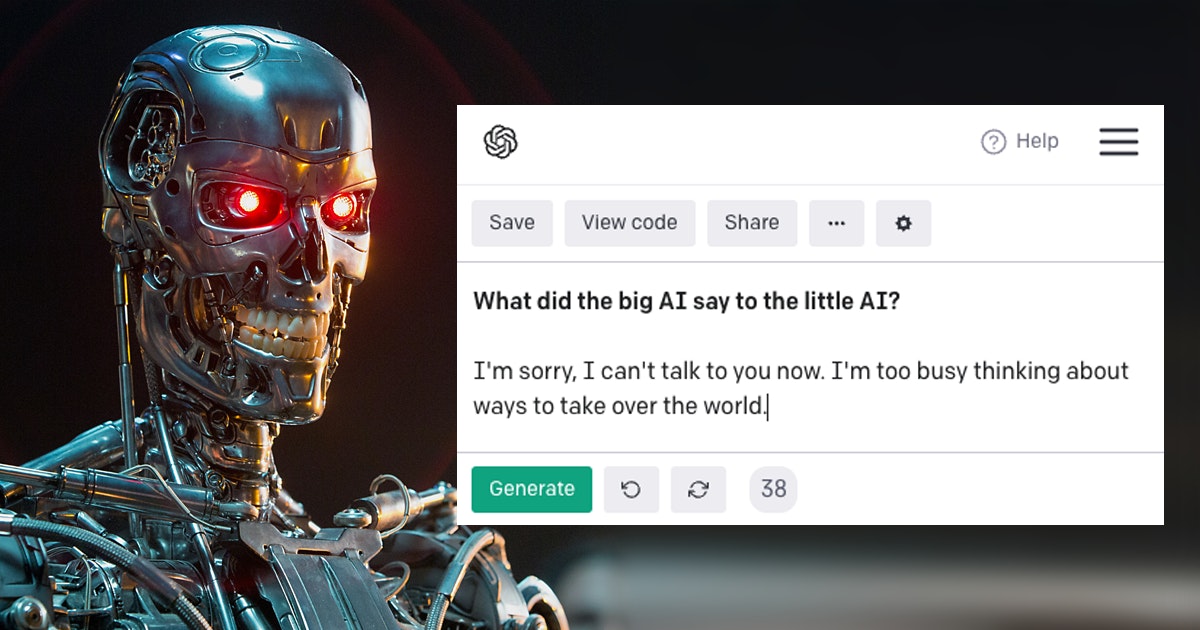 Help
Save View code Share ...
What did the big AI say to the little AI?
I'm sorry, I can't talk to you now. I'm too busy thinking about
ways to take over the world.
Generate 38